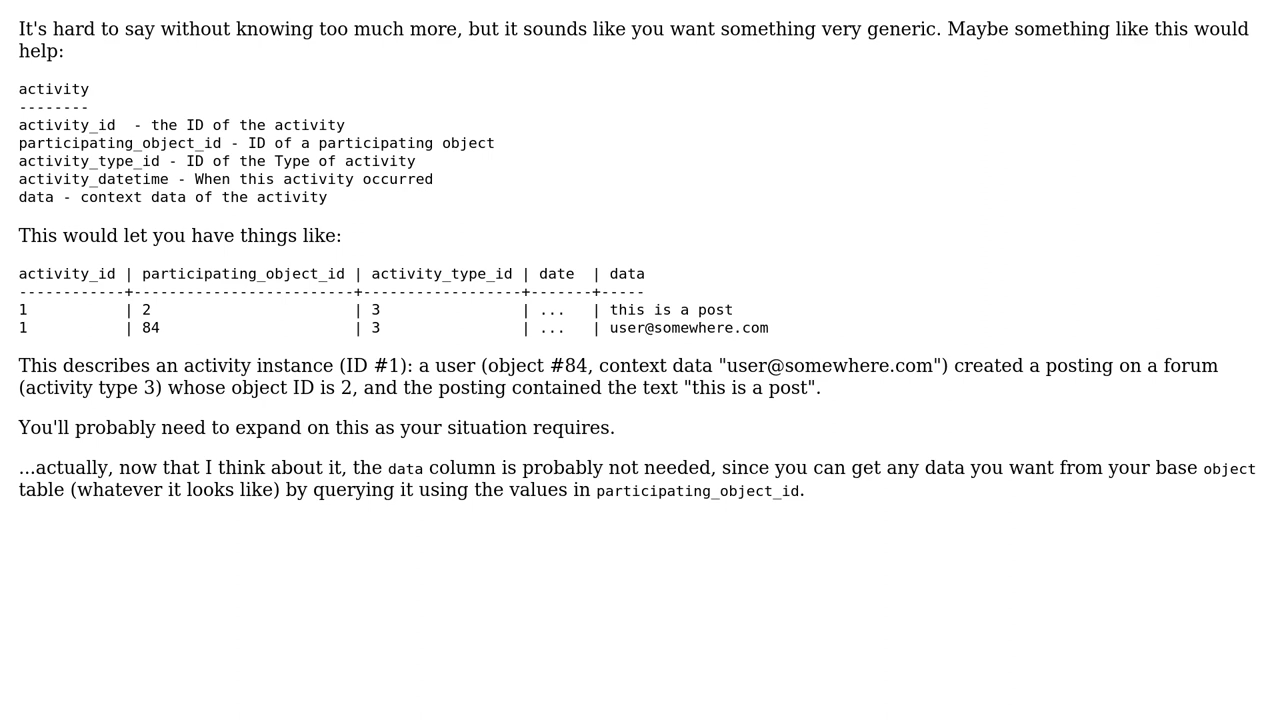 It's hard to say without knowing too much more, but it sounds like you want something very generic. Maybe something like this would
help:
activity
--------
activity_id  - the ID of the activity
participating_object_id - ID of a participating object
activity_type_id - ID of the Type of activity
activity_datetime - When this activity occurred
data - context data of the activity
This would let you have things like:
activity_id | participating_object_id | activity_type_id | date  | data
------------+-------------------------+------------------+-------+-----
1           | 2                       | 3                | ...   | this is a post
1           | 84                      | 3                | ...   | user@somewhere.com
This describes an activity instance (ID #1): a user (object #84, context data "user@somewhere.com") created a posting on a forum
(activity type 3) whose object ID is 2, and the posting contained the text "this is a post".
You'll probably need to expand on this as your situation requires.
...actually, now that I think about it, the data column is probably not needed, since you can get any data you want from your base object
table (whatever it looks like) by querying it using the values in participating_object_id.